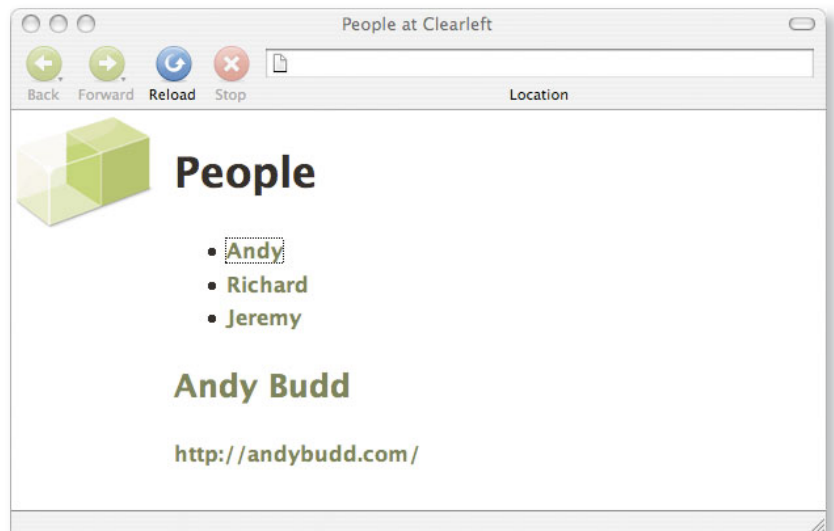 People at Clearleft
Back Forward Reload Stop Location
People
Andy
Richard
Jeremy
Andy Budd
http://andybudd.com/